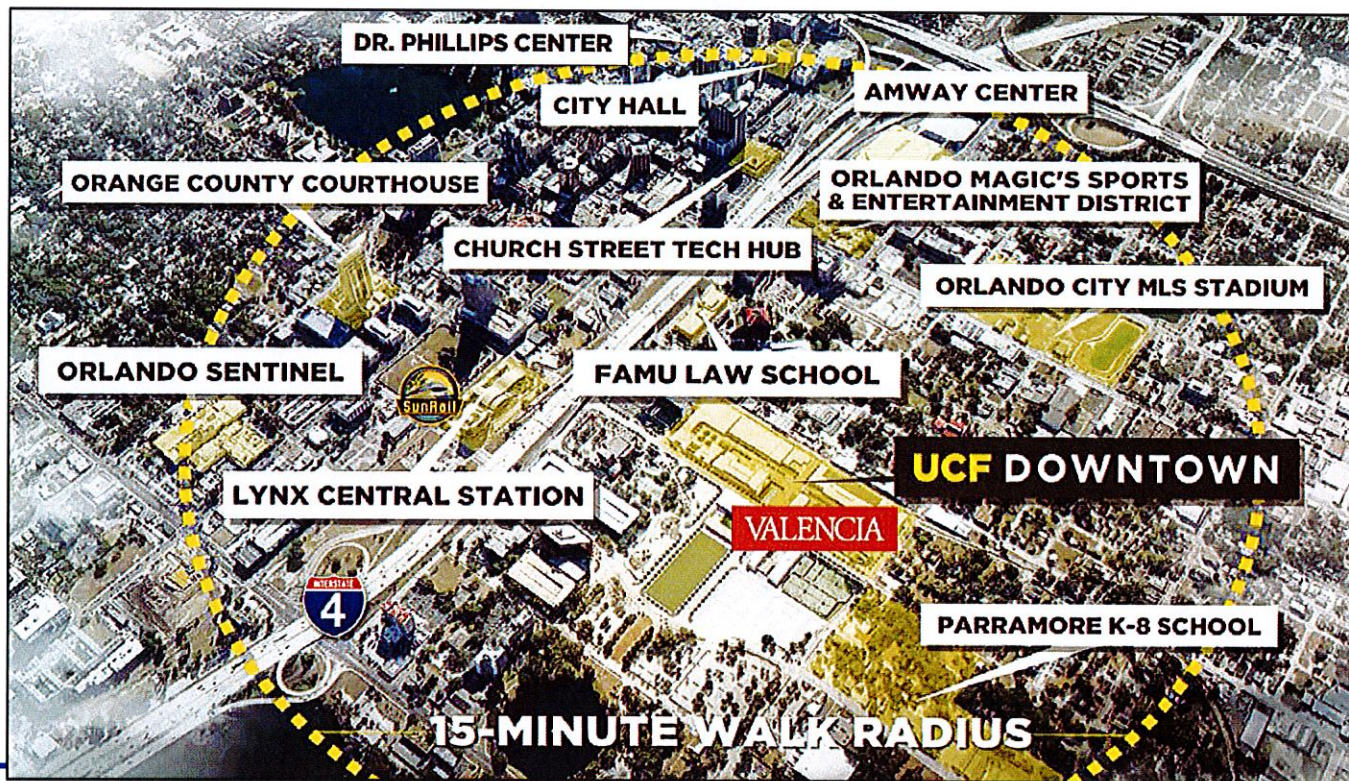 DR. PHILLIPS CENTER
CITY HALL
AMWAY CENTER
ORANGE COUNTY COURTHOUSE
ORLANDO MAGIC'S SPORTS
& ENTERTAINMENT DISTRICT
CHURCH STREET TECH HUB
ORLANDO CITY MLS STADIUM
ORLANDO SENTINEL
SunRail
FAMU LAW SCHOOL
UCF DOWNTOWN
LYNX CENTRAL STATION
VALENCIA
INTERSTATE
4
PARRAMORE K-8 SCHOOL
15-MINUTE WALK RADIUS